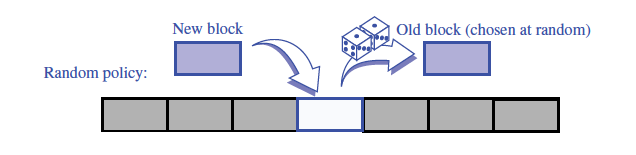 New block
Old block (chosen at random)
Random policy: